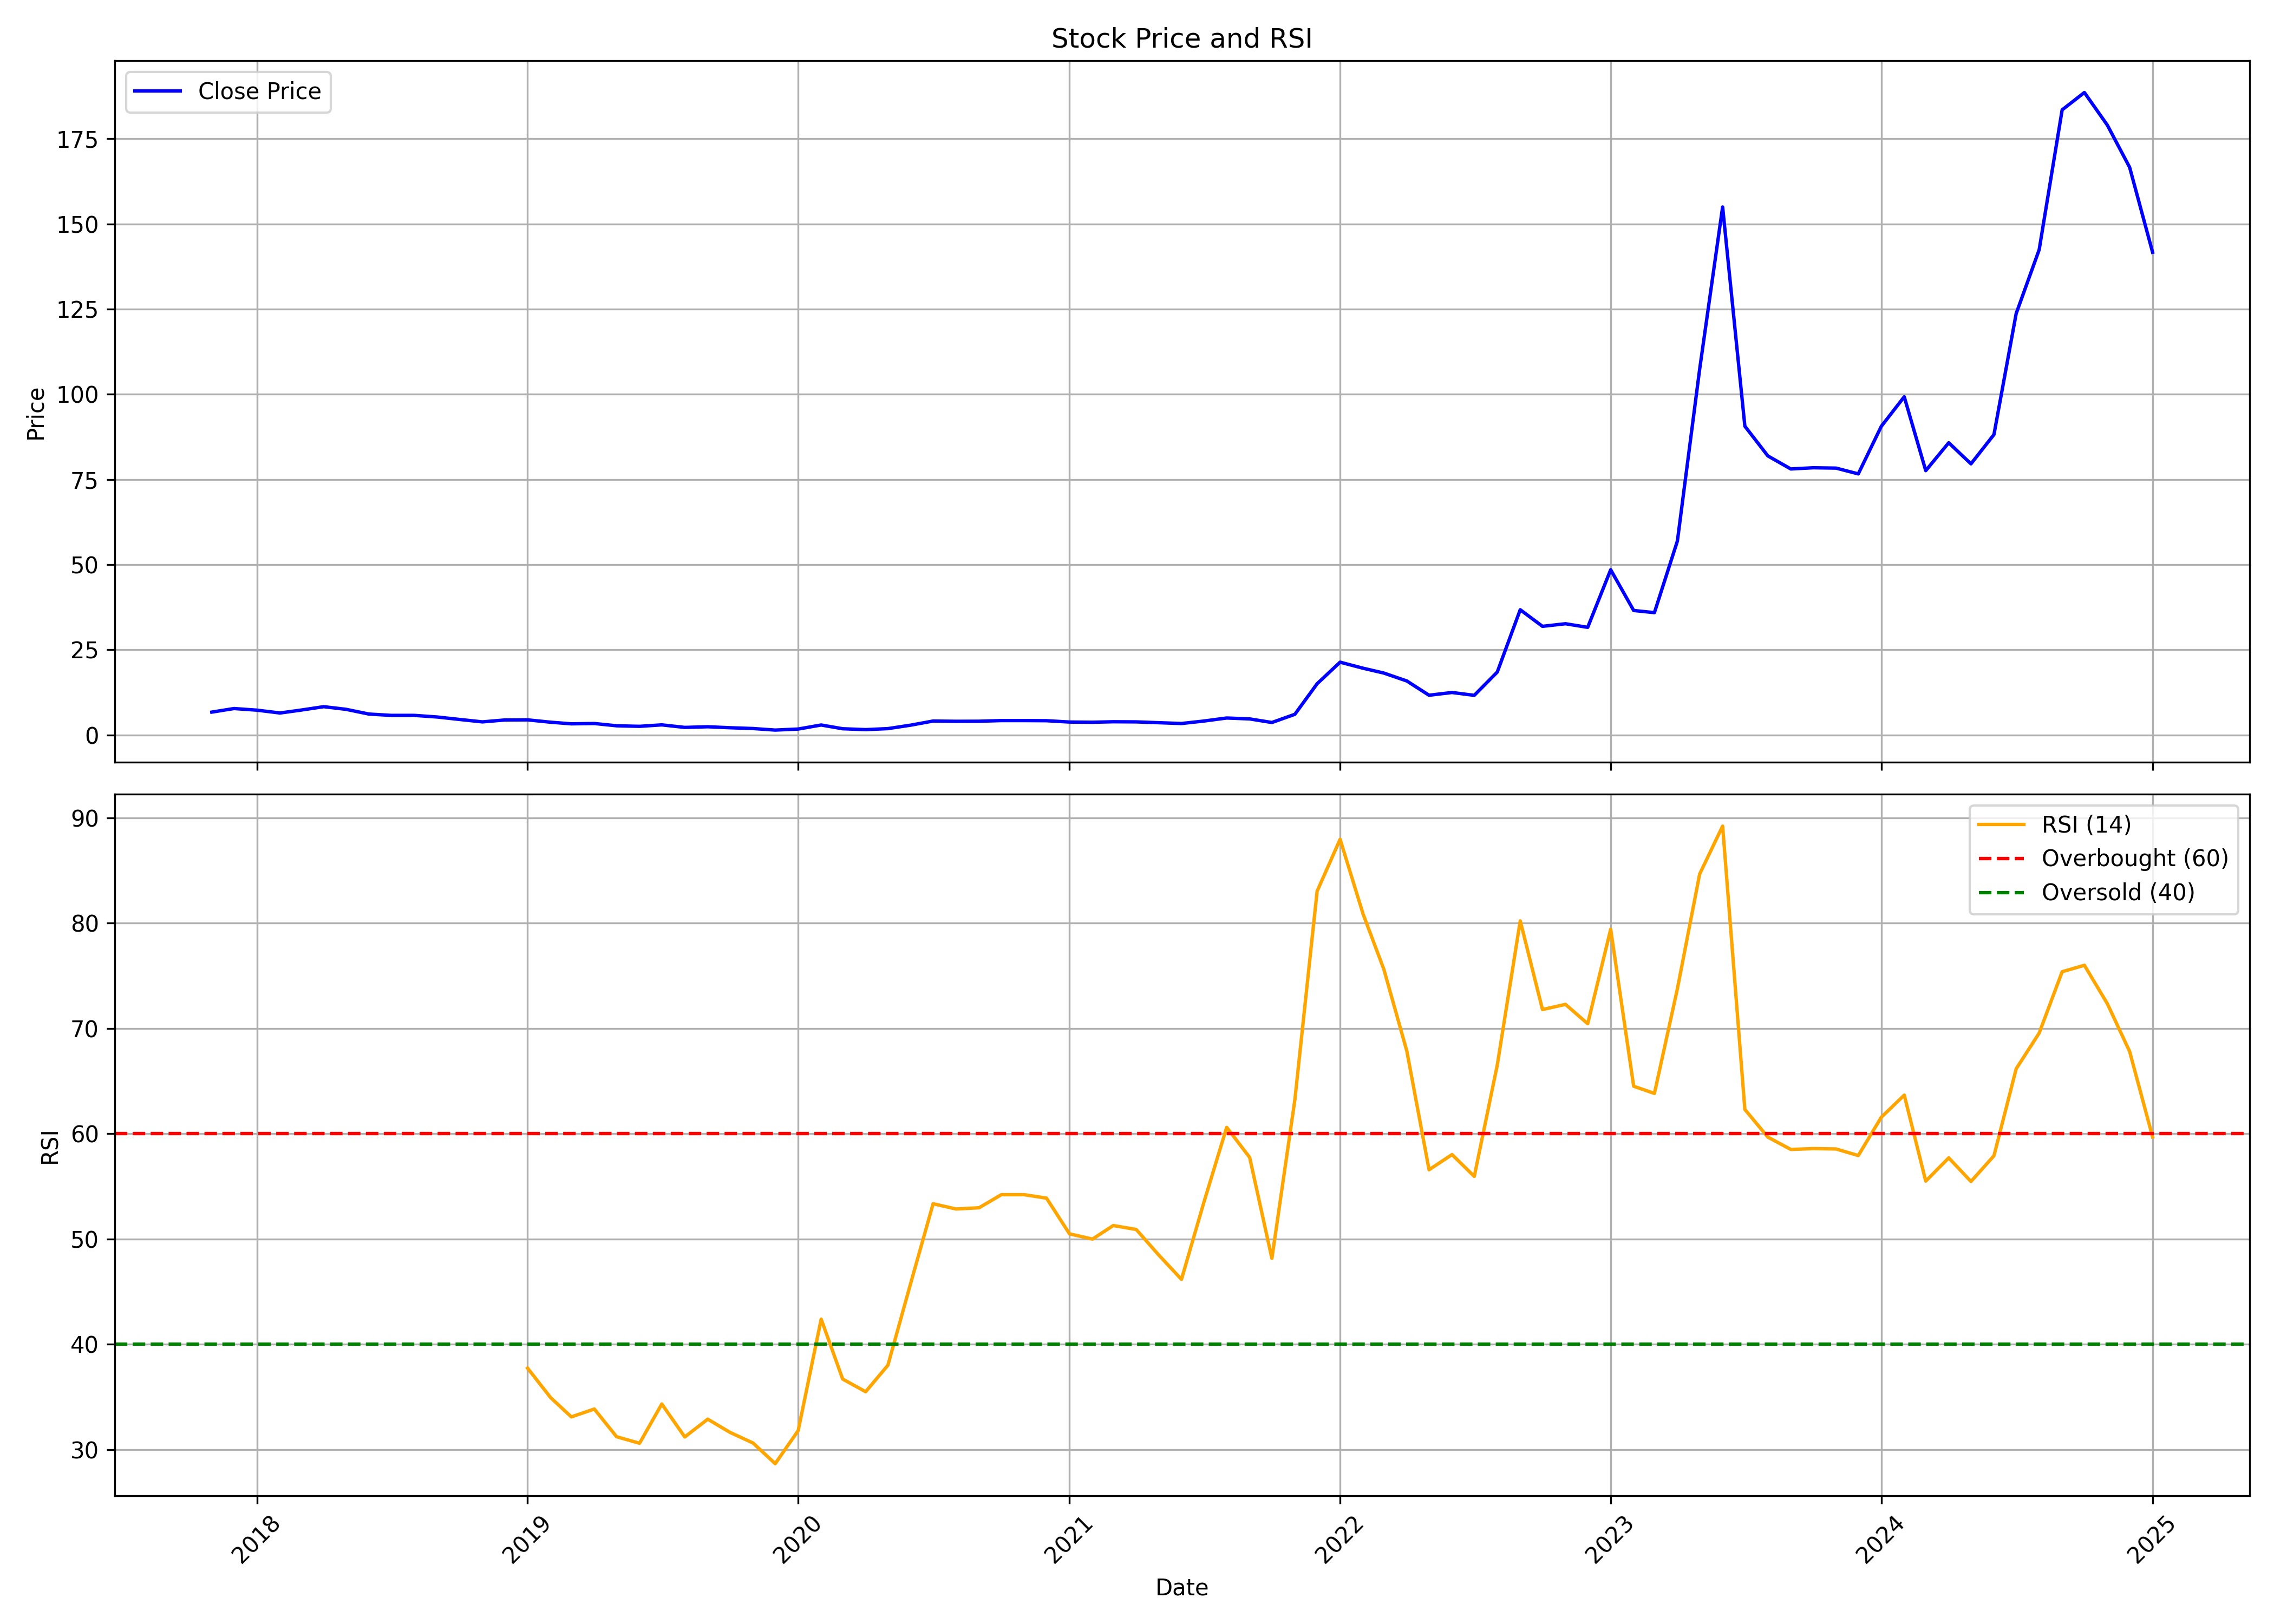 Stock Price and RSI
Close Price
Price
175
150
125
100
75
50
25
0
RSI (14)
Overbought (60)
Oversold (40)
RSI
90
80
70
60
50
40
30
2018
2019
2020
2021
2022
2023
2024
2025
Date